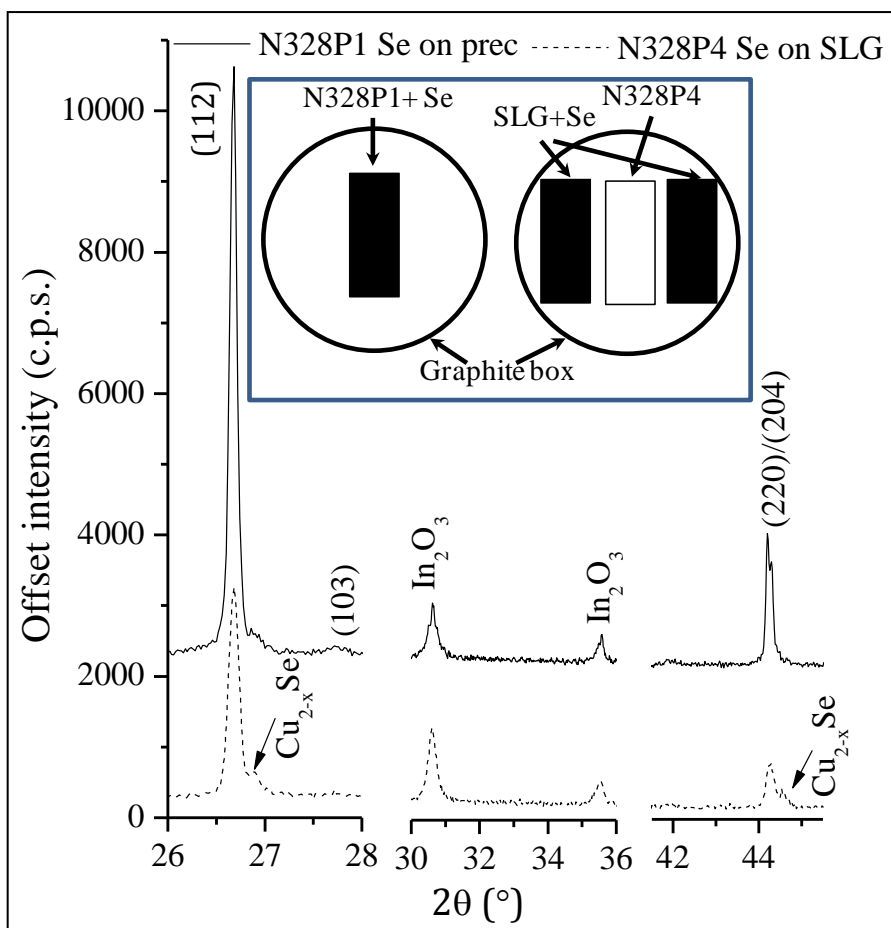 N328P1 Se on prec
N328P4 Se on SLG
N328P1+ Se
N328P4
SLG+Se
Graphite box
(112)
(103)
In2O3
In2O3
(220)/(204)
Cu2-xSe
Cu2-xSe
Offset intensity (c.p.s.)
10000
8000
6000
4000
2000
0
26 27 28 30 32 34 36 42 44
2θ (°)